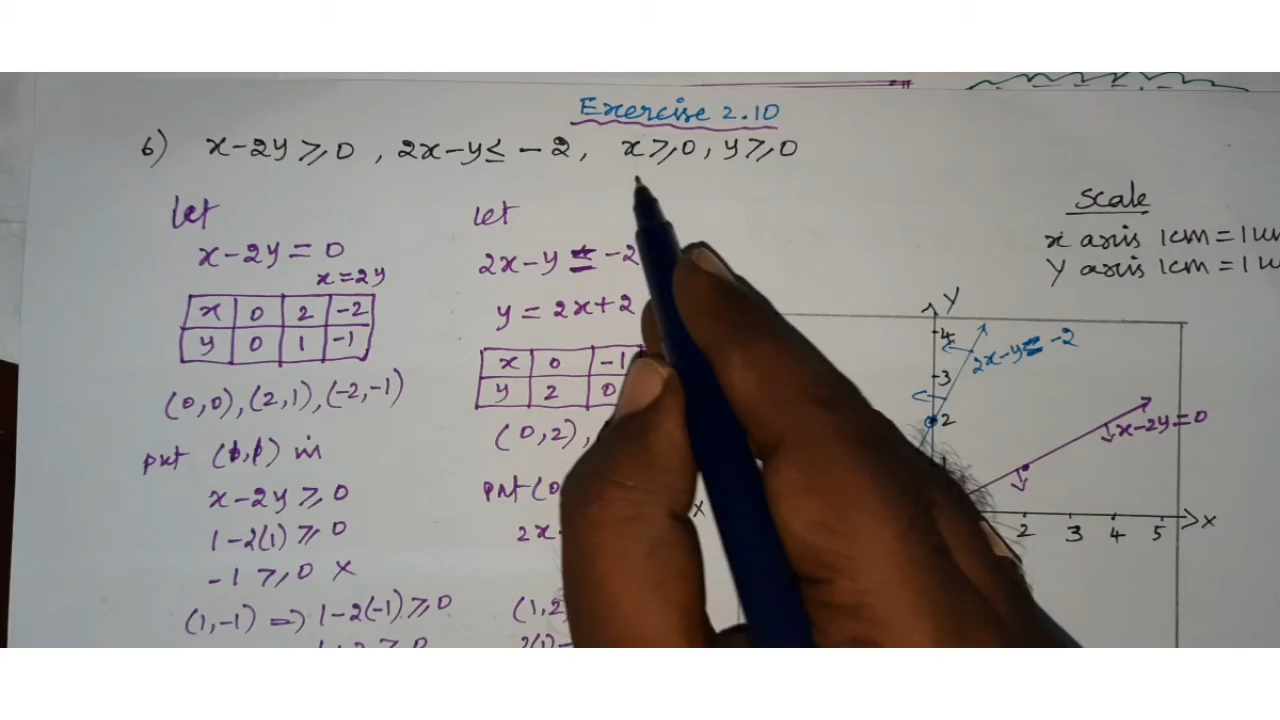 Exercise 2.10
6) x-2y ≥ 0 , 2x-y ≤ -2, x ≥ 0, y ≥ 0
Let
x-2y = 0
x=2y
x 0 2 -2
y 0 1 -1
(0,0), (2,1), (-2,-1)
put (1,1) in
x-2y ≥ 0
1-2(1) ≥ 0
-1 ≥ 0 x
(1,-1) => 1-2(-1) ≥ 0
Let
2x-y ≤ -2
y = 2x+2
x 0 -1
y 2 0
(0,2),
put (0
2x-
(1,2)
Scale
x axis 1cm = 1 un
Y axis 1cm = 1 u
Y
4
3
2
1
2x-y ≤ -2
x-2y=0
X
2 3 4 5
X